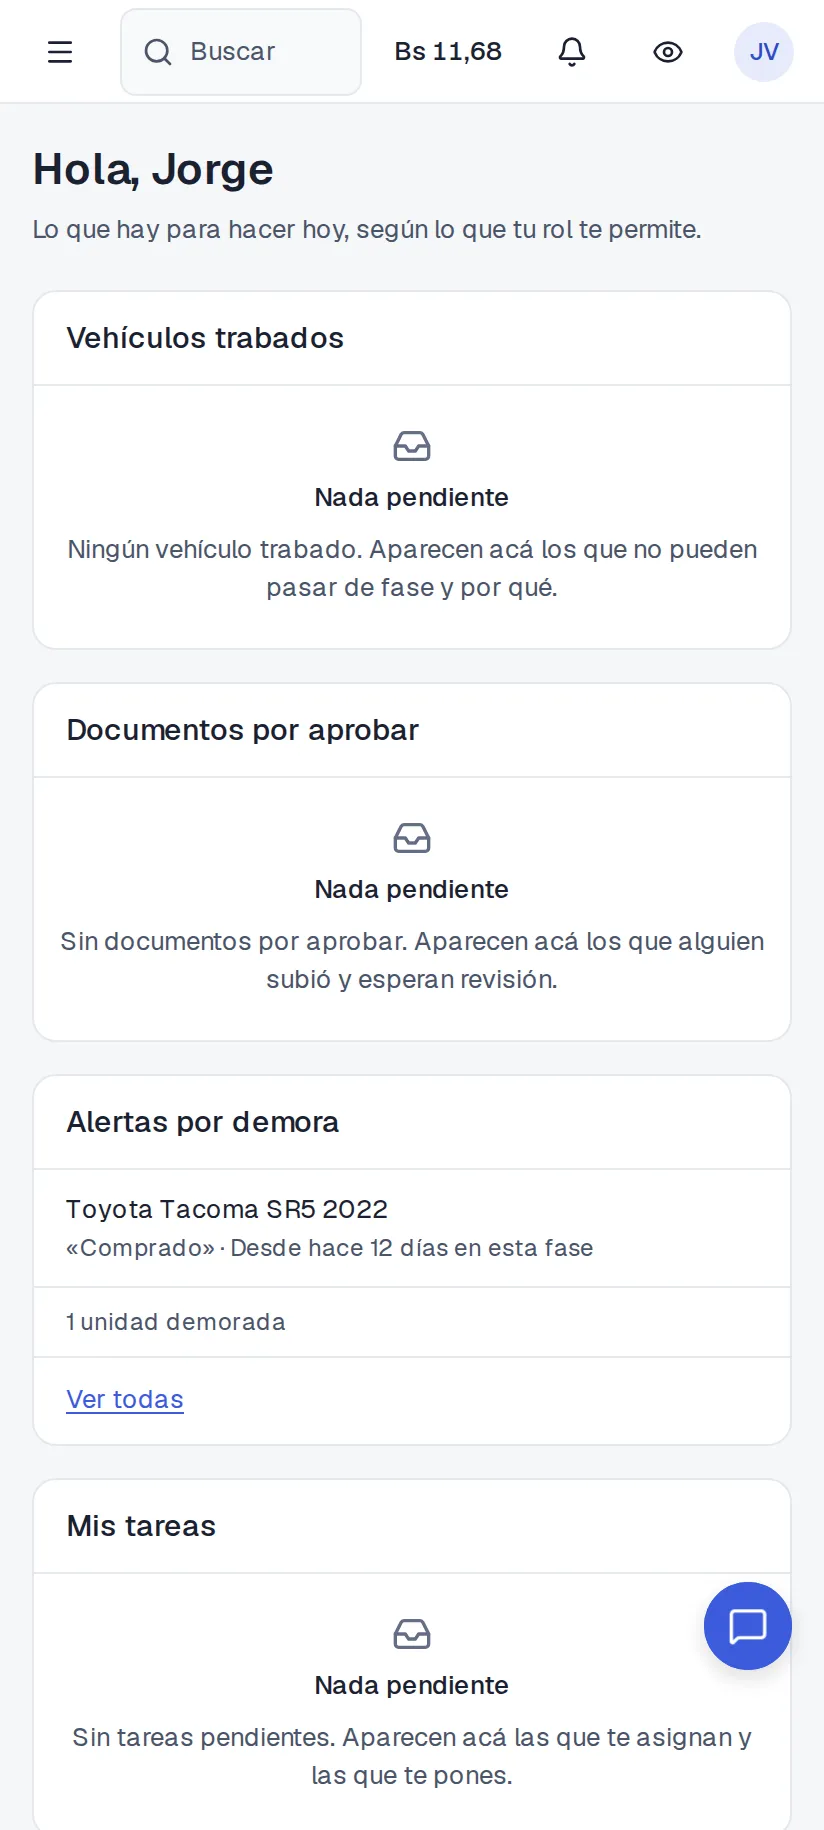 Buscar
Bs 11,68
JV
Hola, Jorge
Lo que hay para hacer hoy, según lo que tu rol te permite.
Vehículos trabados
Nada pendiente
Ningún vehículo trabado. Aparecen acá los que no pueden
pasar de fase y por qué.
Documentos por aprobar
Nada pendiente
Sin documentos por aprobar. Aparecen acá los que alguien
subió y esperan revisión.
Alertas por demora
Toyota Tacoma SR5 2022
«Comprado» · Desde hace 12 días en esta fase
1 unidad demorada
Ver todas
Mis tareas
Nada pendiente
Sin tareas pendientes. Aparecen acá las que te asignan y
las que te pones.